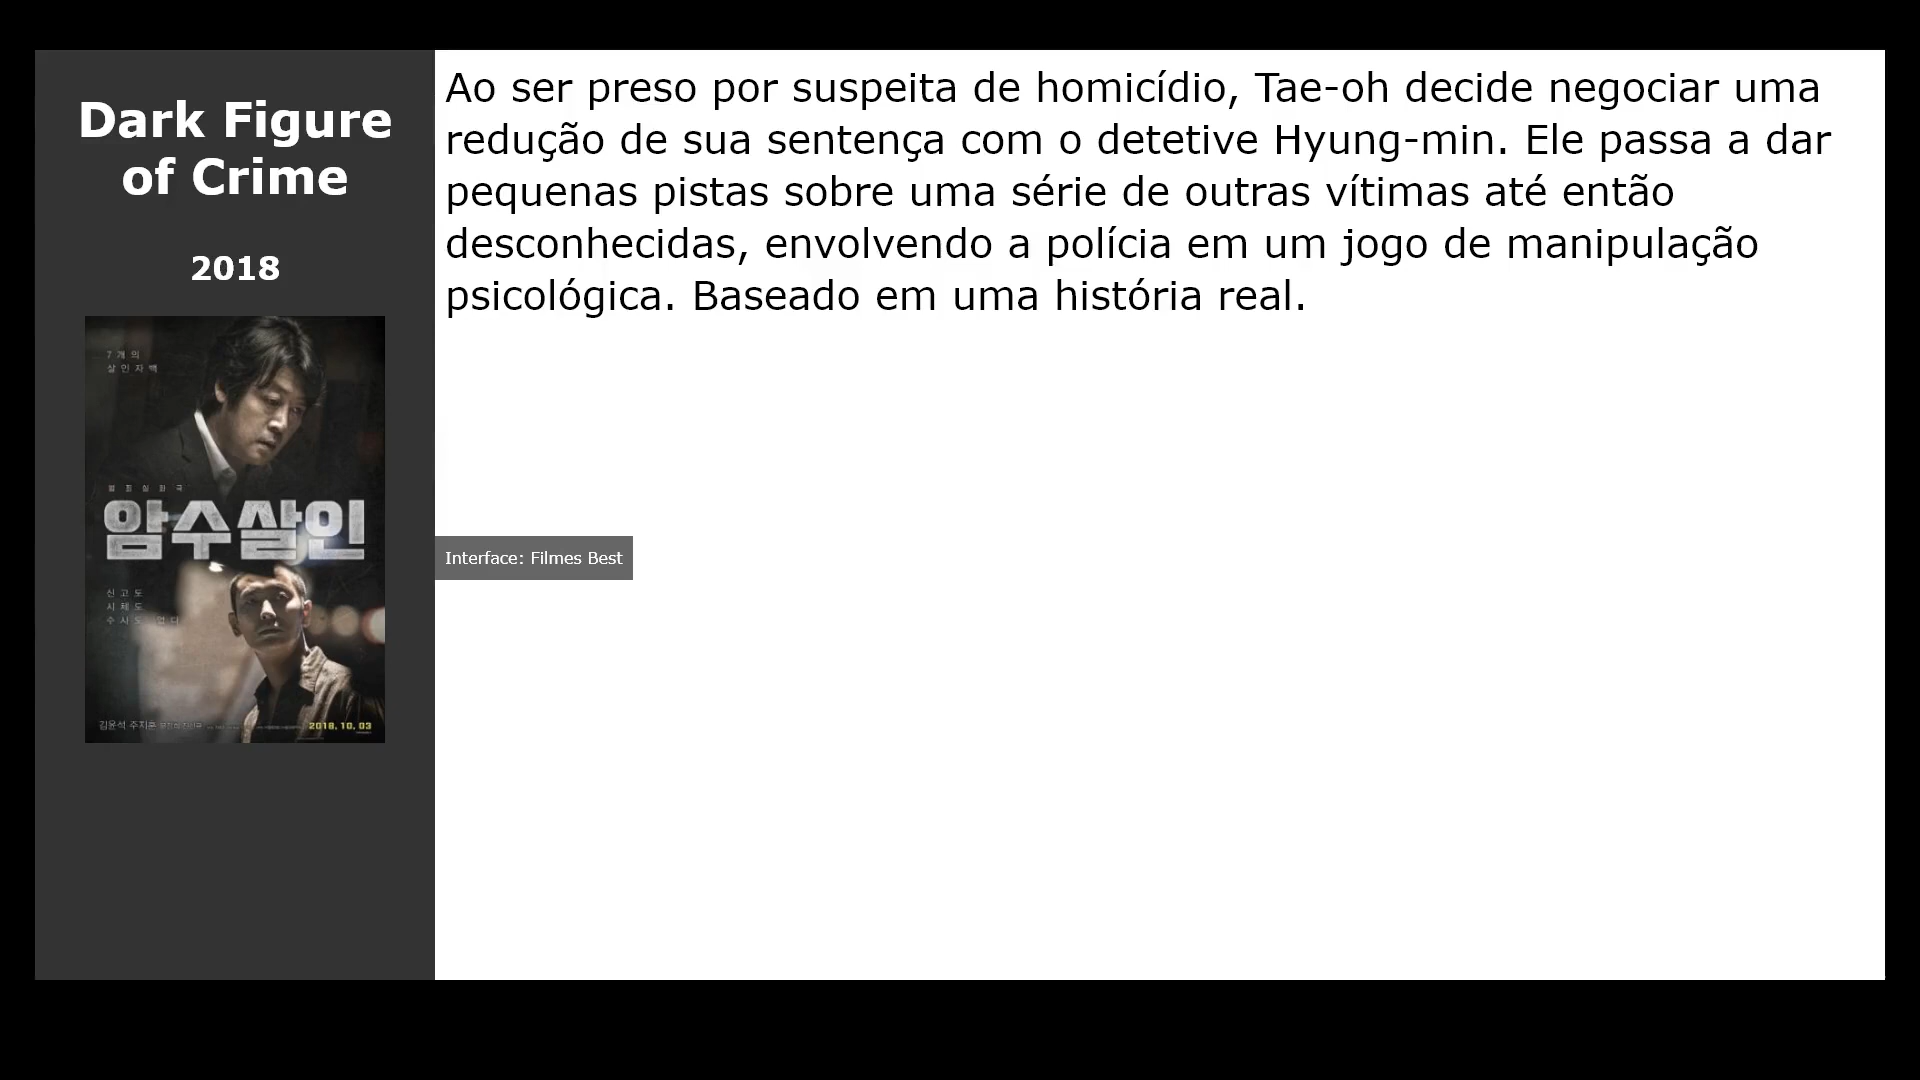 Dark Figure
of Crime
2018
7개의
살인자백
범죄실화극
암수살인
신고도
시체도
수사도 없다
김윤석 주지훈
2018. 10. 03
Ao ser preso por suspeita de homicídio, Tae-oh decide negociar uma
redução de sua sentença com o detetive Hyung-min. Ele passa a dar
pequenas pistas sobre uma série de outras vítimas até então
desconhecidas, envolvendo a polícia em um jogo de manipulação
psicológica. Baseado em uma história real.
Interface: Filmes Best